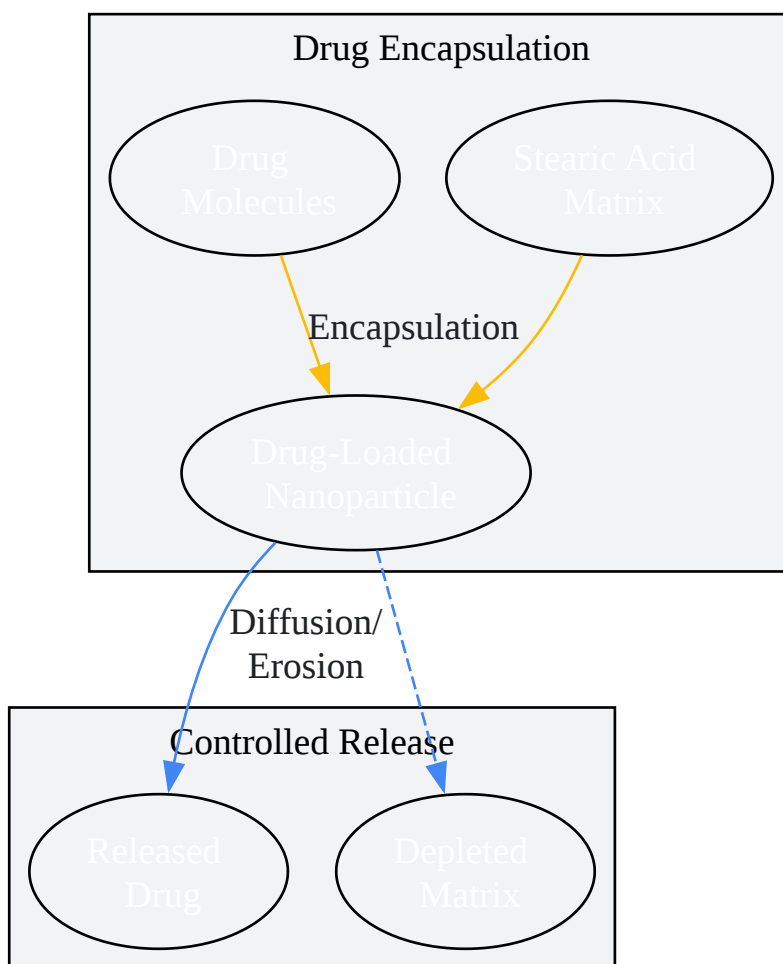 Drug Encapsulation
Drug
Molecules
Stearic Acid
Matrix
Encapsulation
Drug-Loaded
Nanoparticle
Diffusion/
Erosion
Controlled Release
Released
Drug
Depleted
Matrix